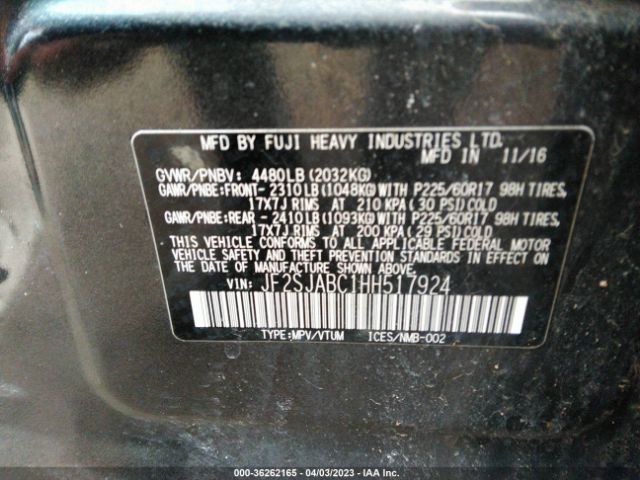 MFD BY FUJI HEAVY INDUSTRIES LTD.
MFD IN 11/16
GVWR/PNBV: 4480LB(2032KG)
GAWR/PNBE:FRONT-2310LB(1048KG)WITH P225/60R17 98H TIRES,
17X7J RIMS AT 210 KPA(30 PSI)COLD
GAWR/PNBE:REAR -2410LB(1093KG)WITH P225/60R17 98H TIRES,
17X7J RIMS AT 200 KPA(29 PSI)COLD
THIS VEHICLE CONFORMS TO ALL APPLICABLE FEDERAL MOTOR
VEHICLE SAFETY AND THEFT PREVENTION STANDARDS IN EFFECT
ON THE DATE OF MANUFACTURE SHOWN ABOVE.
VIN: JF2SJABC1HH517924
TYPE:MPV/VTUM ICES/NMB-002
000-36262165 - 04/03/2023 - IAA Inc.